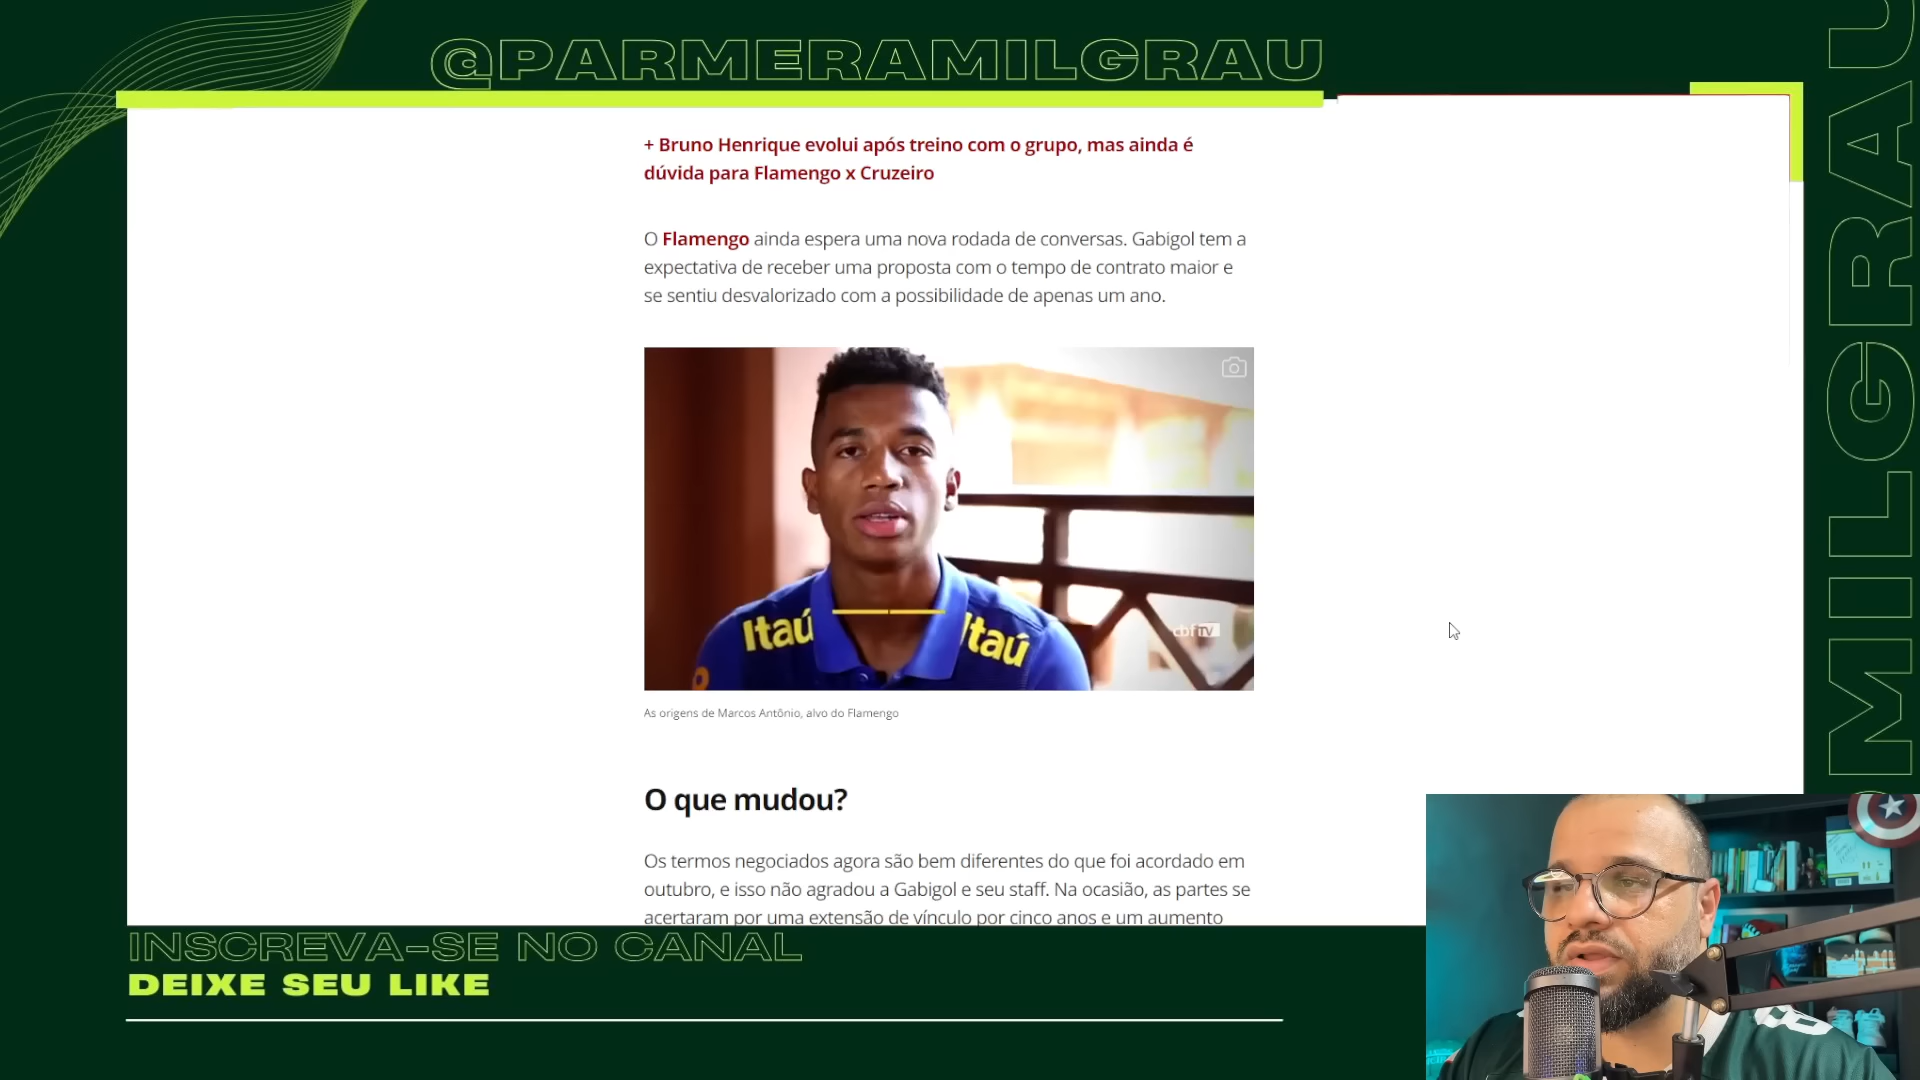 @PARMERAMILGRAU
+ Bruno Henrique evolui após treino com o grupo, mas ainda é
dúvida para Flamengo x Cruzeiro
O Flamengo ainda espera uma nova rodada de conversas. Gabigol tem a
expectativa de receber uma proposta com o tempo de contrato maior e
se sentiu desvalorizado com a possibilidade de apenas um ano.
Itaú
Itaú
cbf TV
As origens de Marcos Antônio, alvo do Flamengo
O que mudou?
Os termos negociados agora são bem diferentes do que foi acordado em
outubro, e isso não agradou a Gabigol e seu staff. Na ocasião, as partes se
acertaram por uma extensão de vínculo por cinco anos e um aumento
INSCREVA-SE NO CANAL
DEIXE SEU LIKE
MILGRAU